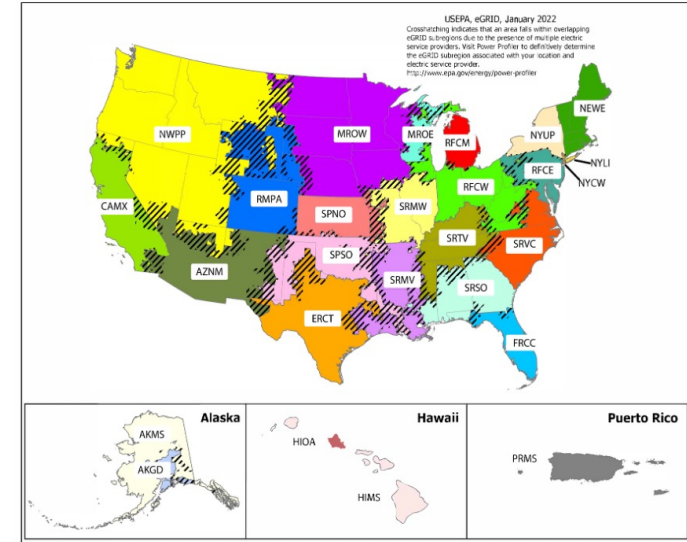 USEPA, eGRID, January 2022
Crosshatching indicates that an area falls within overlapping
eGRID subregions due to the presence of multiple electric
service providers. Visit Power Profiler to definitively determine
the eGRID subregion associated with your location and
electric service provider.
http://www.epa.gov/energy/power-profiler
NEWE
NWPP
MROW
MROE
NYUP
RFCM
NYLI
RFCE
NYCW
RFCW
RMPA
CAMX
SRMW
SPNO
SRVC
SRTV
SPSO
AZNM
SRMV
SRSO
ERCT
FRCC
Alaska
AKMS
AKGD
Hawaii
HIOA
HIMS
Puerto Rico
PRMS